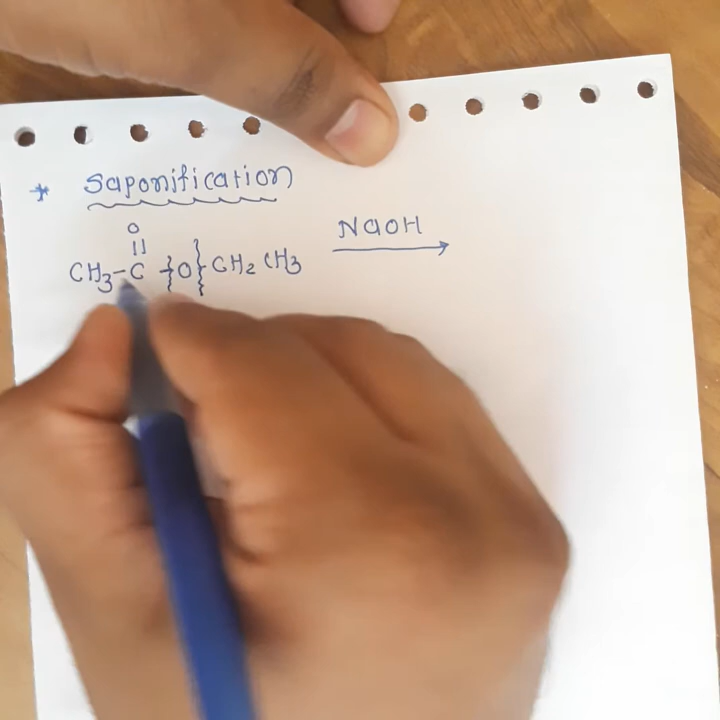 * Saponification
O
||
CH3-C-O-CH2CH3 NaOH →